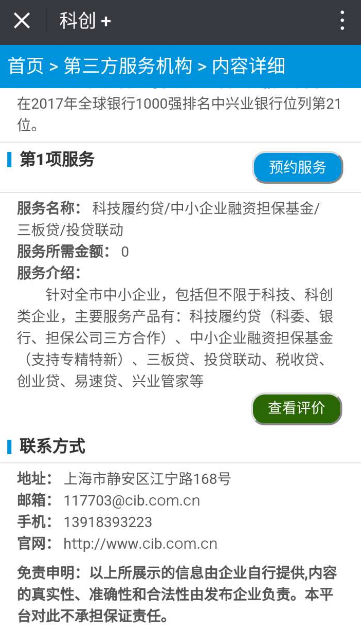 科创 +
首页 > 第三方服务机构 > 内容详细
在2017年全球银行1000强排名中兴业银行位列第21
位。
第1项服务
预约服务
服务名称: 科技履约贷/中小企业融资担保基金/
三板贷/投贷联动
服务所需金额: 0
服务介绍:
针对全市中小企业，包括但不限于科技、科创
类企业，主要服务产品有：科技履约贷（科委、银
行、担保公司三方合作）、中小企业融资担保基金
（支持专精特新）、三板贷、投贷联动、税收贷、
创业贷、易速贷、兴业管家等
查看评价
联系方式
地址: 上海市静安区江宁路168号
邮箱: 117703@cib.com.cn
手机: 13918393223
官网: http://www.cib.com.cn
免责申明：以上所展示的信息由企业自行提供,内容
的真实性、准确性和合法性由发布企业负责。本平
台对此不承担保证责任。